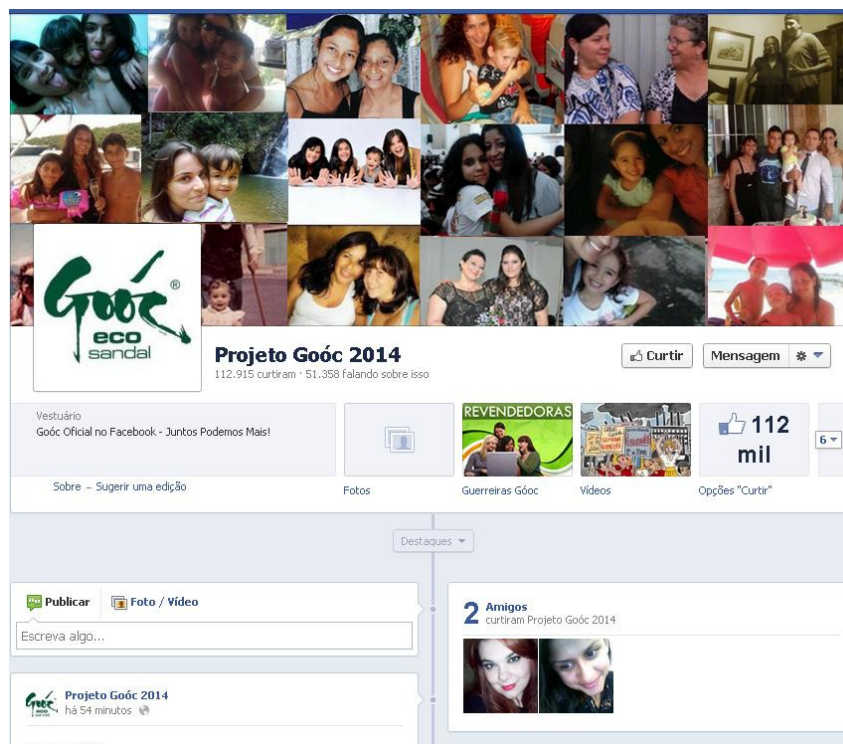 Goóc ®
eco
sandal
Projeto Goóc 2014
112.915 curtiram · 51.358 falando sobre isso
Curtir
Mensagem
Vestuário
Goóc Oficial no Facebook - Juntos Podemos Mais!
Sobre – Sugerir uma edição
Fotos
REVENDEDORAS
Guerreiras Góoc
Vídeos
112
mil
Opções "Curtir"
6
Destaques
Publicar
Foto / Vídeo
Escreva algo...
2 Amigos
curtiram Projeto Goóc 2014
Goóc
eco
Projeto Goóc 2014
há 54 minutos